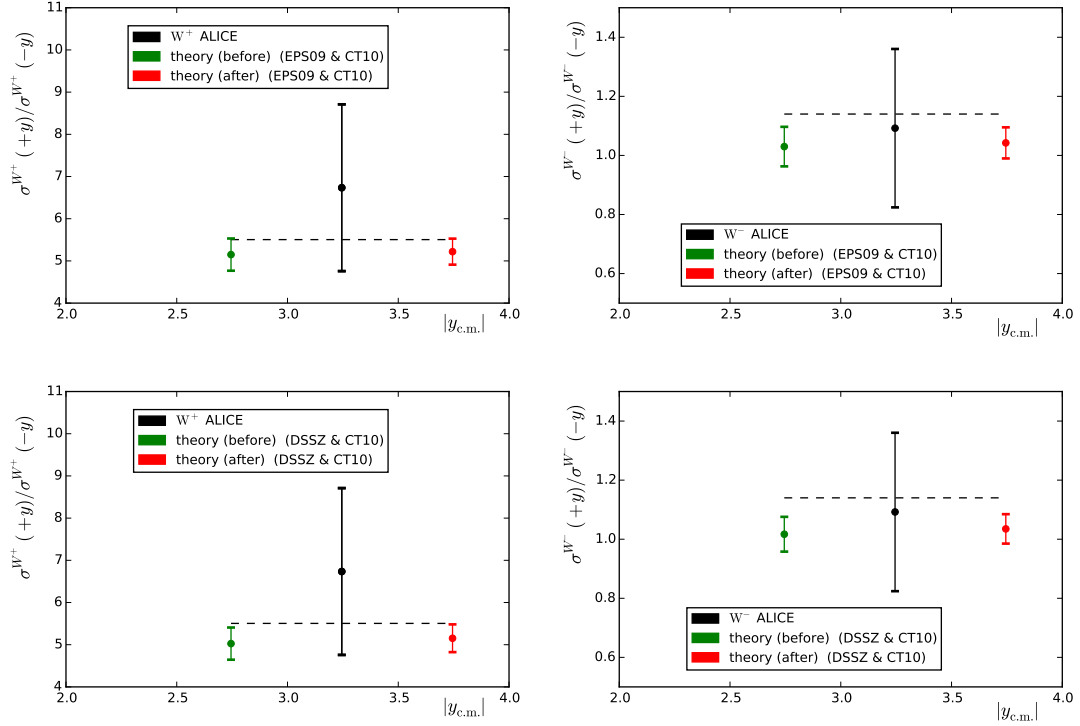 11
10
9
8
7
6
5
4
σ^{W⁺}(+y)/σ^{W⁺}(−y)
W⁺ ALICE
theory (before) (EPS09 & CT10)
theory (after) (EPS09 & CT10)
2.0 2.5 3.0 3.5 4.0
|y_{c.m.}|
1.4
1.2
1.0
0.8
0.6
σ^{W⁻}(+y)/σ^{W⁻}(−y)
W⁻ ALICE
theory (before) (EPS09 & CT10)
theory (after) (EPS09 & CT10)
2.0 2.5 3.0 3.5 4.0
|y_{c.m.}|
11
10
9
8
7
6
5
4
σ^{W⁺}(+y)/σ^{W⁺}(−y)
W⁺ ALICE
theory (before) (DSSZ & CT10)
theory (after) (DSSZ & CT10)
2.0 2.5 3.0 3.5 4.0
|y_{c.m.}|
1.4
1.2
1.0
0.8
0.6
σ^{W⁻}(+y)/σ^{W⁻}(−y)
W⁻ ALICE
theory (before) (DSSZ & CT10)
theory (after) (DSSZ & CT10)
2.0 2.5 3.0 3.5 4.0
|y_{c.m.}|